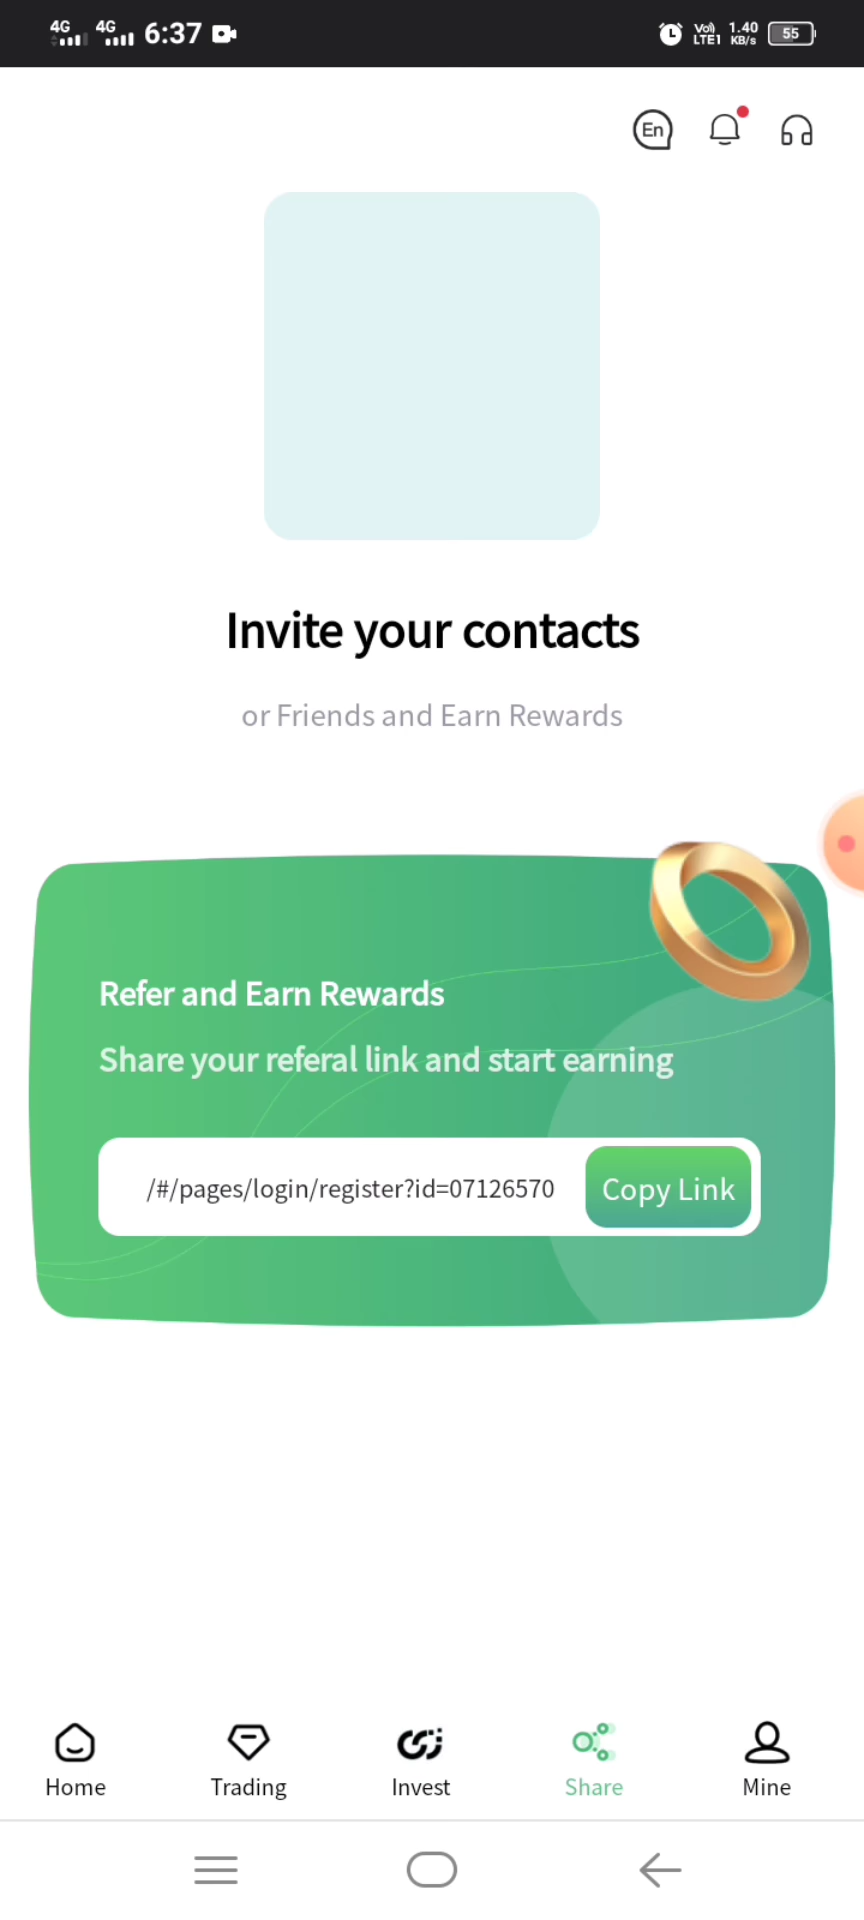 4G 4G 6:37 Vo) LTE1 1.40 KB/s 55
En
Invite your contacts
or Friends and Earn Rewards
Refer and Earn Rewards
Share your referal link and start earning
/#/pages/login/register?id=07126570 Copy Link
Home Trading Invest Share Mine